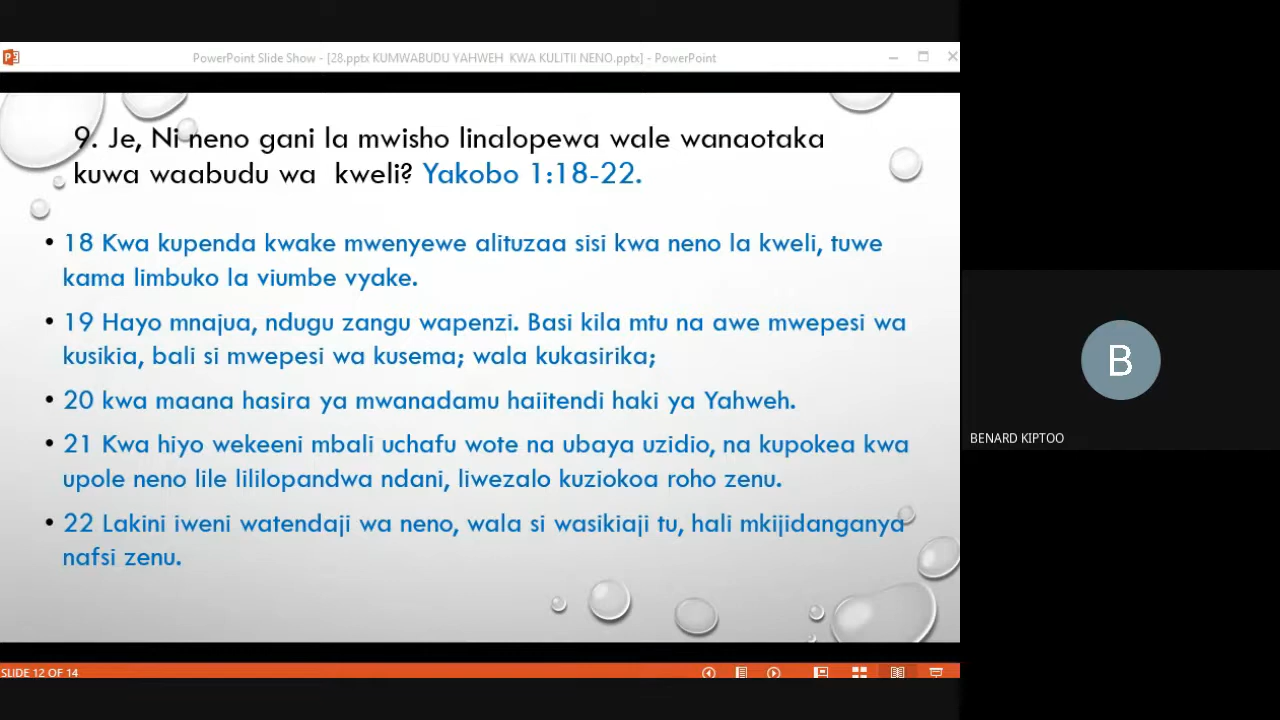 PowerPoint Slide Show - [28.pptx KUMWABUDU YAHWEH KWA KULITII NENO.pptx] - PowerPoint
9. Je, Ni neno gani la mwisho linalopewa wale wanaotaka
kuwa waabudu wa kweli? Yakobo 1:18-22.
• 18 Kwa kupenda kwake mwenyewe alituzaa sisi kwa neno la kweli, tuwe
kama limbuko la viumbe vyake.
• 19 Hayo mnajua, ndugu zangu wapenzi. Basi kila mtu na awe mwepesi wa
kusikia, bali si mwepesi wa kusema; wala kukasirika;
• 20 kwa maana hasira ya mwanadamu haiitendi haki ya Yahweh.
• 21 Kwa hiyo wekeeni mbali uchafu wote na ubaya uzidio, na kupokea kwa
upole neno lile lililopandwa ndani, liwezalo kuziokoa roho zenu.
• 22 Lakini iweni watendaji wa neno, wala si wasikiaji tu, hali mkijidanganya
nafsi zenu.
SLIDE 12 OF 14
B
BENARD KIPTOO